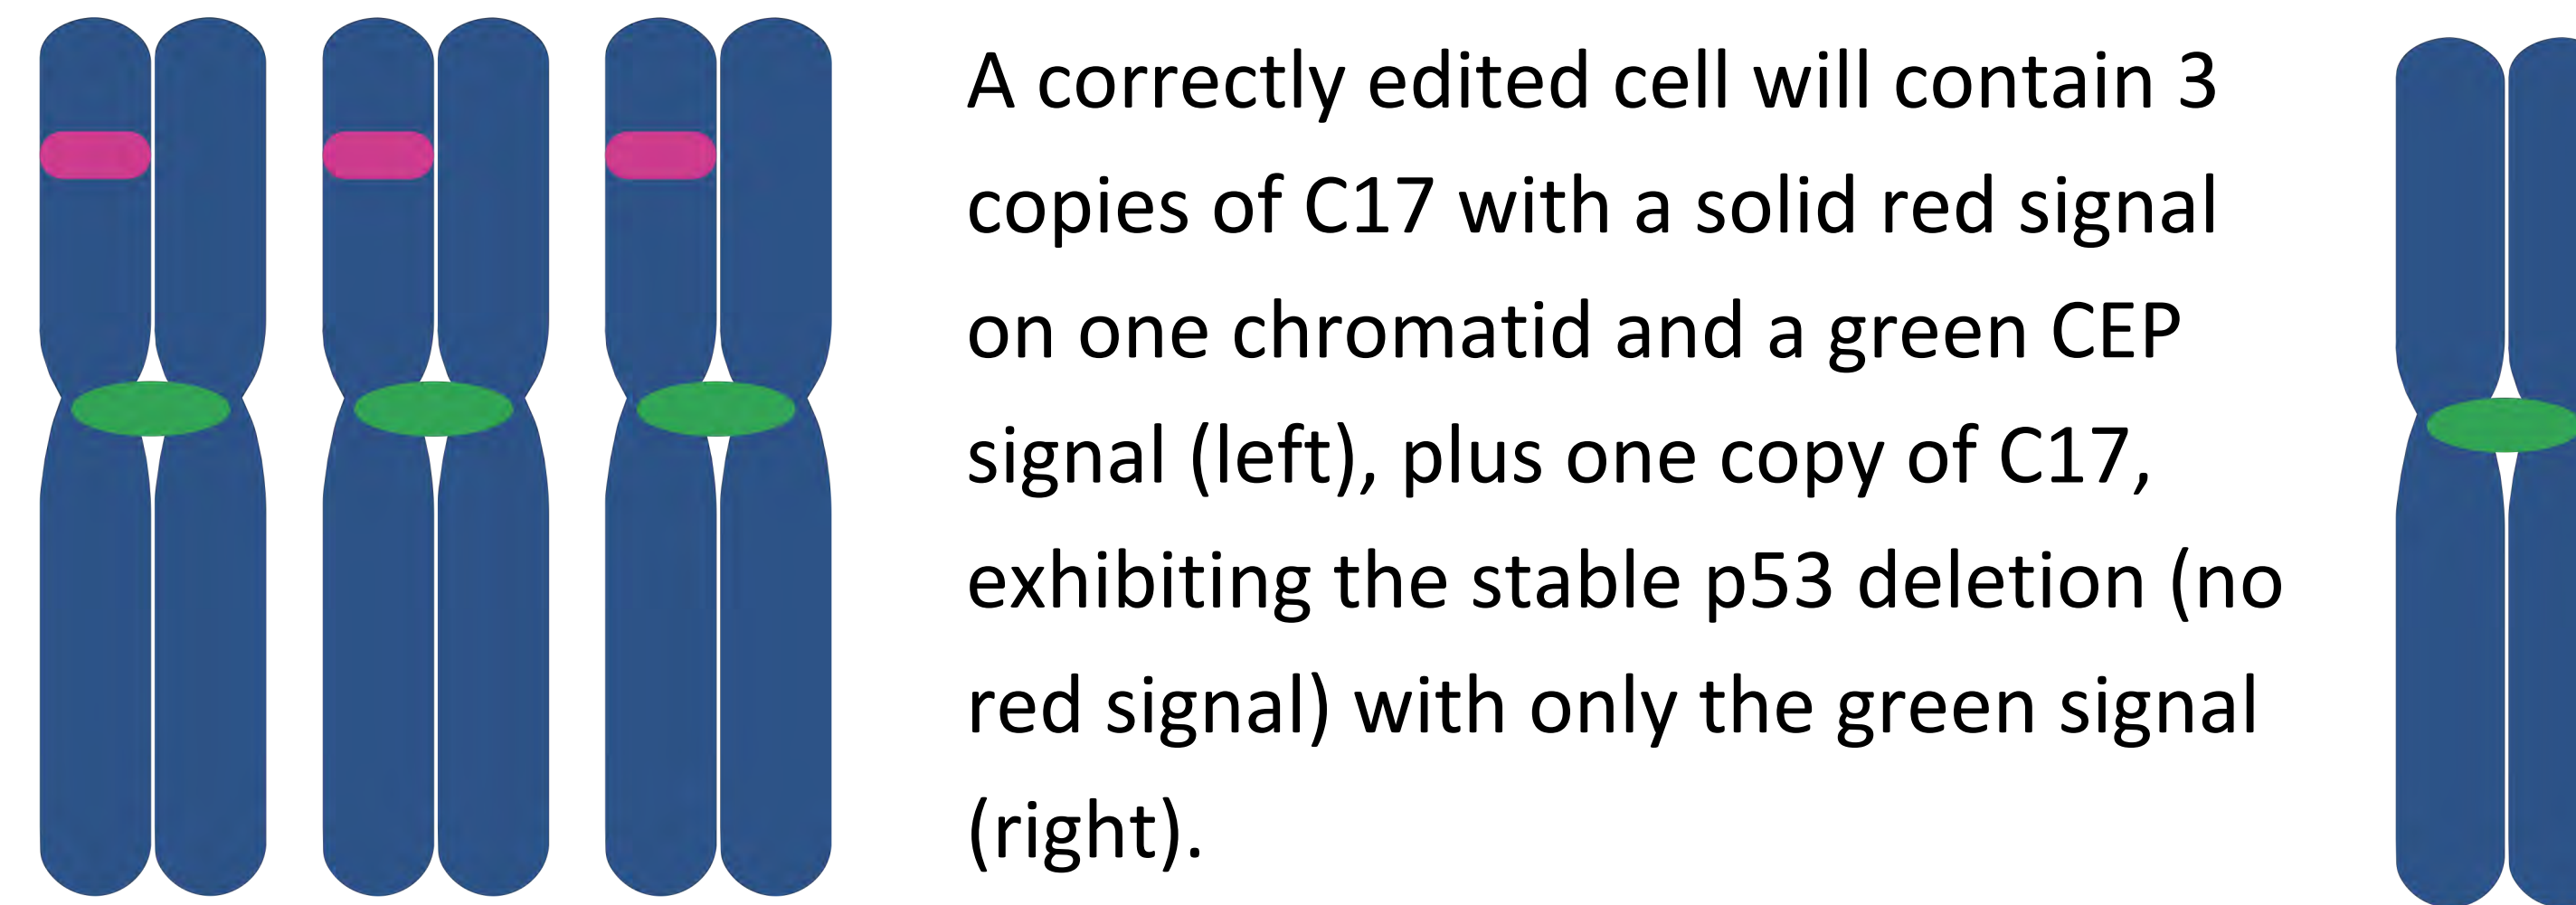 A correctly edited cell will contain 3
copies of C17 with a solid red signal
on one chromatid and a green CEP
signal (left), plus one copy of C17,
exhibiting the stable p53 deletion (no
red signal) with only the green signal
(right).